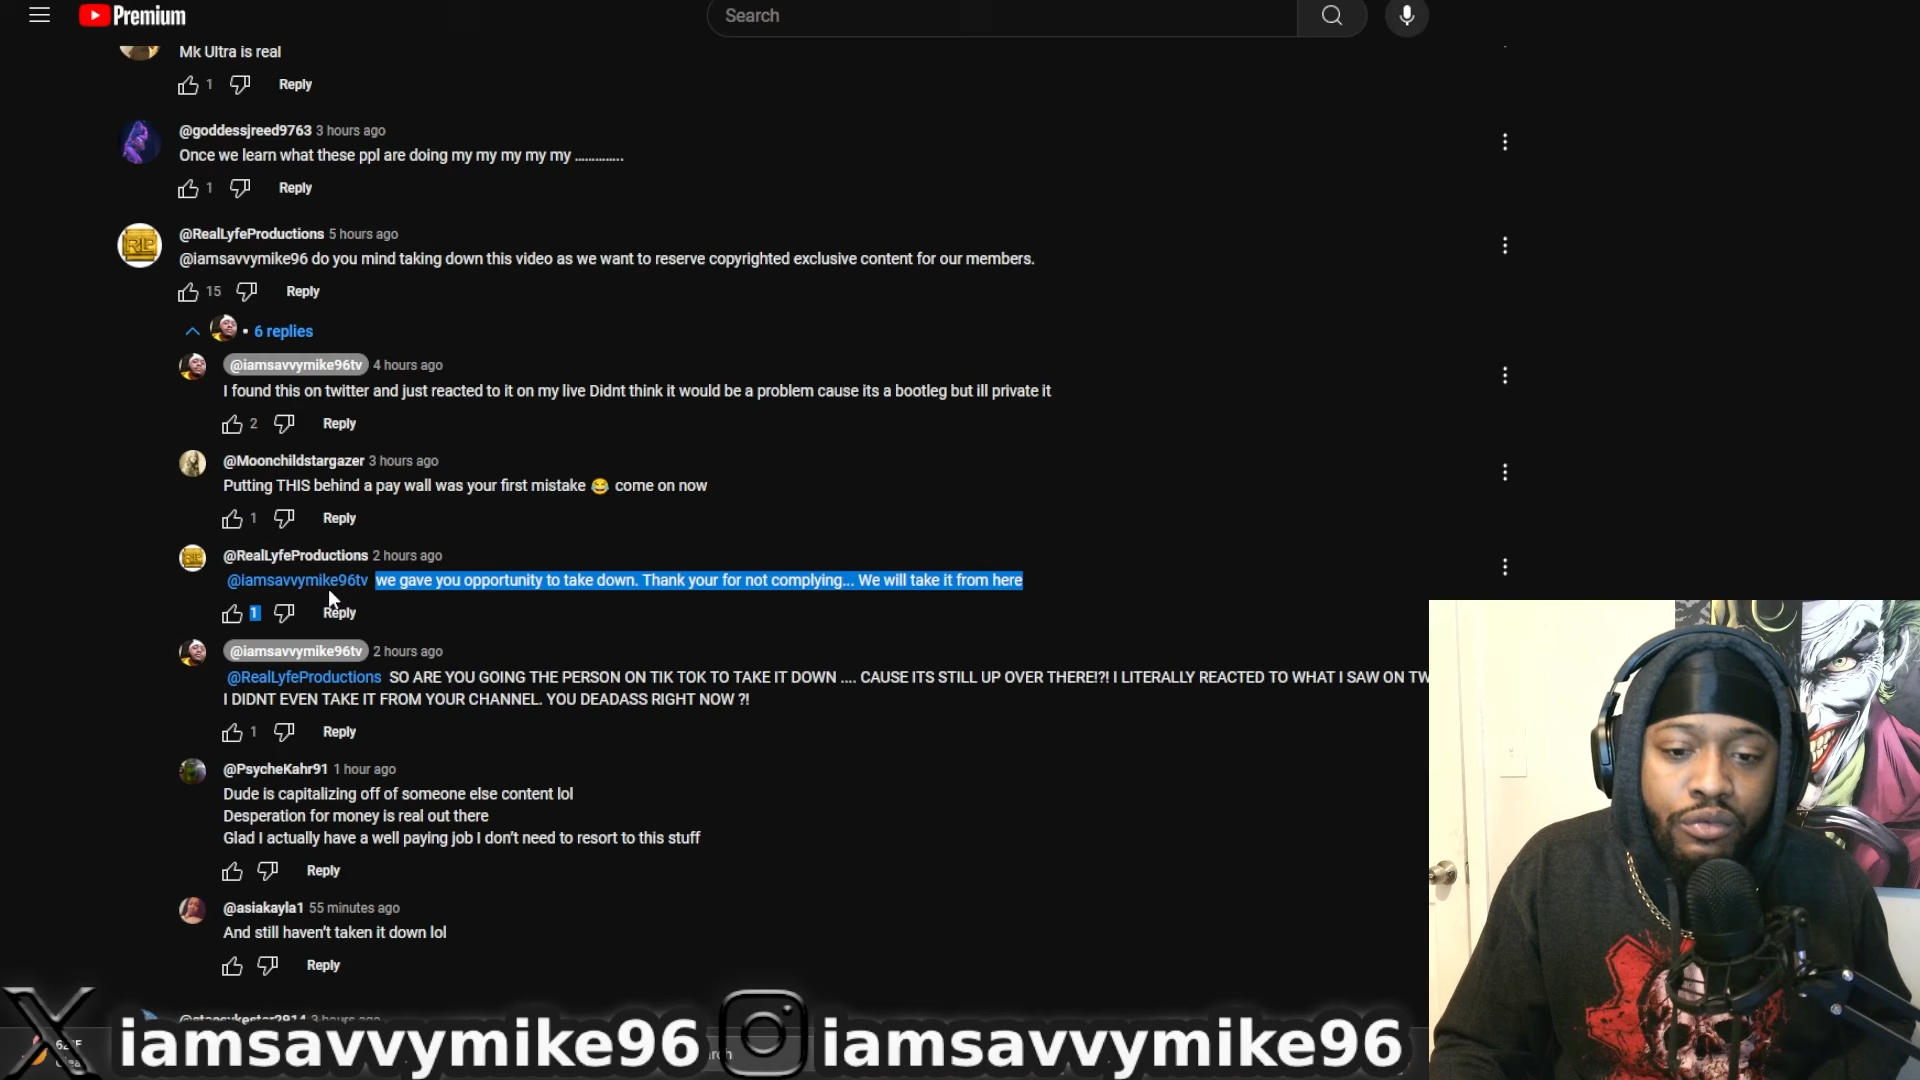 Premium
Search
Mk Ultra is real
1 Reply
@goddessjreed9763 3 hours ago
Once we learn what these ppl are doing my my my my my ..............
1 Reply
RLP
@RealLyfeProductions 5 hours ago
@iamsavvymike96 do you mind taking down this video as we want to reserve copyrighted exclusive content for our members.
15 Reply
• 6 replies
@iamsavvymike96tv 4 hours ago
I found this on twitter and just reacted to it on my live Didnt think it would be a problem cause its a bootleg but ill private it
2 Reply
@Moonchildstargazer 3 hours ago
Putting THIS behind a pay wall was your first mistake 😂 come on now
1 Reply
@RealLyfeProductions 2 hours ago
@iamsavvymike96tv we gave you opportunity to take down. Thank your for not complying... We will take it from here
1 Reply
@iamsavvymike96tv 2 hours ago
@RealLyfeProductions SO ARE YOU GOING THE PERSON ON TIK TOK TO TAKE IT DOWN .... CAUSE ITS STILL UP OVER THERE!?! I LITERALLY REACTED TO WHAT I SAW ON TW
I DIDNT EVEN TAKE IT FROM YOUR CHANNEL. YOU DEADASS RIGHT NOW ?!
1 Reply
@PsycheKahr91 1 hour ago
Dude is capitalizing off of someone else content lol
Desperation for money is real out there
Glad I actually have a well paying job I don't need to resort to this stuff
Reply
@asiakayla1 55 minutes ago
And still haven't taken it down lol
Reply
3 hours ago
iamsavvymike96 iamsavvymike96